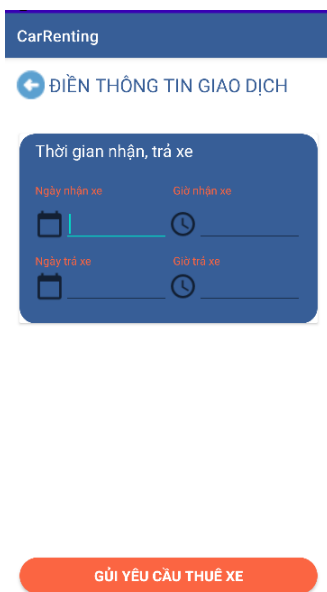 CarRenting
ĐIỀN THÔNG TIN GIAO DỊCH
Thời gian nhận, trả xe
Ngày nhận xe Giờ nhận xe
Ngày trả xe Giờ trả xe
GỬI YÊU CẦU THUÊ XE